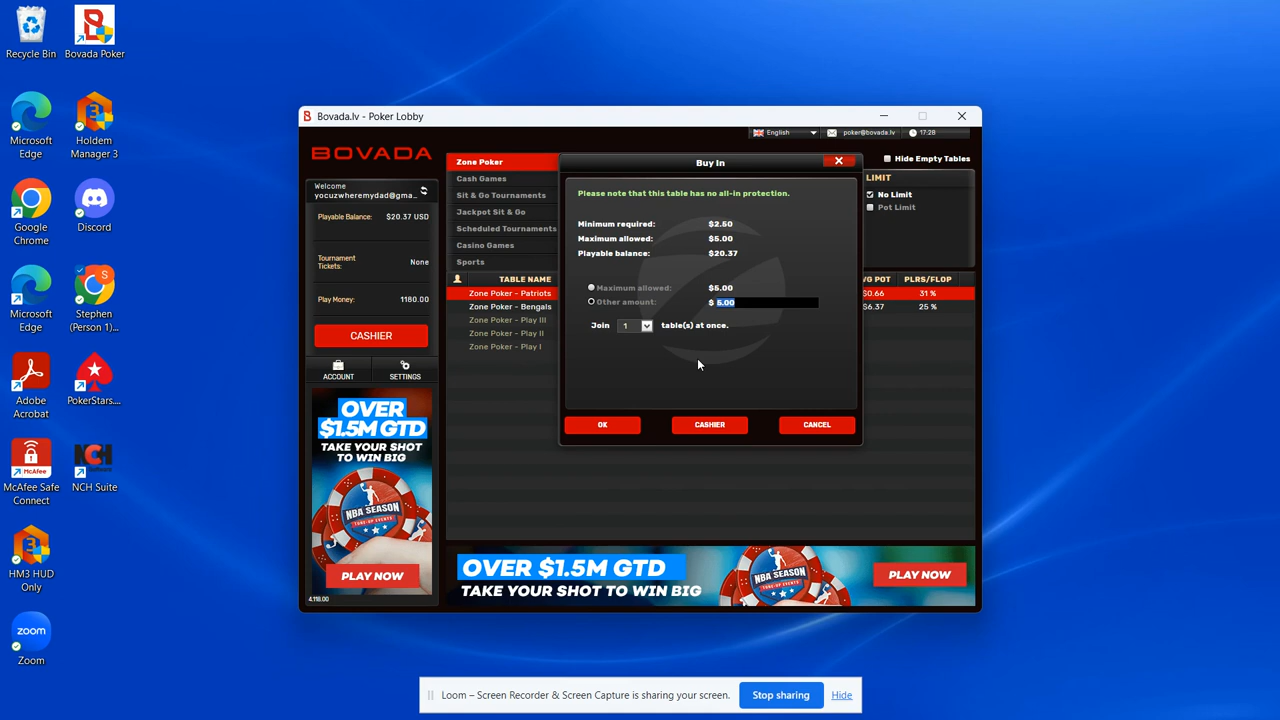 Recycle Bin
Bovada Poker
Microsoft
Edge
Holdem
Manager 3
Google
Chrome
Discord
Microsoft
Edge
Stephen
(Person 1)...
Adobe
Acrobat
PokerStars....
McAfee Safe
Connect
NCH Suite
HM3 HUD
Only
Zoom
Bovada.lv - Poker Lobby
English
poker@bovada.lv
17:28
BOVADA
Welcome
yocuzwheremydad@gma...
Playable Balance: $20.37 USD
Tournament
Tickets: None
Play Money: 1180.00
CASHIER
ACCOUNT
SETTINGS
OVER
$1.5M GTD
TAKE YOUR SHOT
TO WIN BIG
NBA SEASON
PLAY NOW
4.118.00
Zone Poker
Cash Games
Sit & Go Tournaments
Jackpot Sit & Go
Scheduled Tournaments
Casino Games
Sports
Hide Empty Tables
LIMIT
No Limit
Pot Limit
TABLE NAME
VG POT
PLRS/FLOP
Zone Poker - Patriots
$0.66
31 %
Zone Poker - Bengals
$6.37
25 %
Zone Poker - Play III
Zone Poker - Play II
Zone Poker - Play I
Buy In
Please note that this table has no all-in protection.
Minimum required: $2.50
Maximum allowed: $5.00
Playable balance: $20.37
Maximum allowed: $5.00
Other amount: $ 5.00
Join 1 table(s) at once.
OK
CASHIER
CANCEL
OVER $1.5M GTD
TAKE YOUR SHOT TO WIN BIG
NBA SEASON
PLAY NOW
Loom – Screen Recorder & Screen Capture is sharing your screen.
Stop sharing
Hide